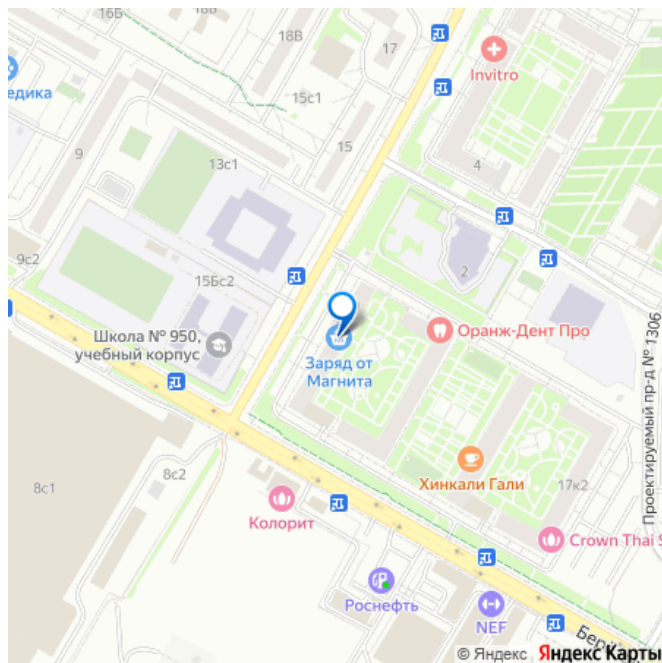 16Б
18В
17
Invitro
едика
15с1
15
9
13с1
4
9с2
15Бс2
2
Школа № 950,
учебный корпус
Оранж-Дент Про
Заряд от
Магнита
Проектируемый пр-д № 1306
8с1
8с2
Хинкали Гали
17к2
Колорит
Crown Thai S
Роснефть
NEF
Берё
© Яндекс Яндекс Карты